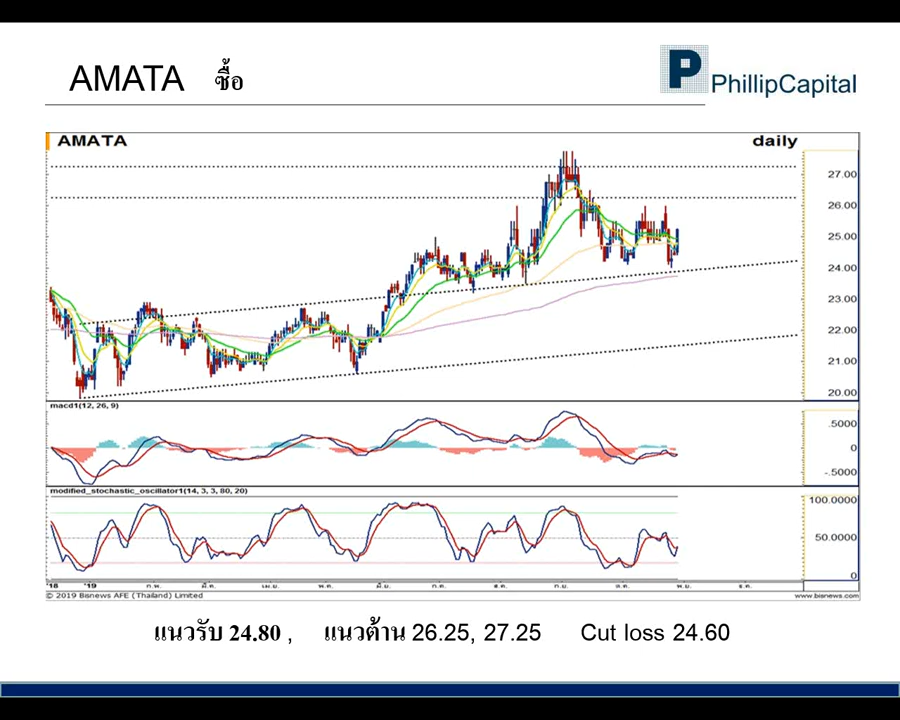 AMATA ซื้อ
P PhillipCapital
AMATA daily
27.00
26.00
25.00
24.00
23.00
22.00
21.00
20.00
macd1(12, 26, 9)
.5000
0
-.5000
modified_stochastic_oscillator1(14, 3, 3, 80, 20)
100.0000
50.0000
0
'18 '19 ก.พ. มี.ค. เม.ย. พ.ค. มิ.ย. ก.ค. ส.ค. ก.ย. ต.ค. พ.ย. ธ.ค.
© 2019 Bisnews AFE (Thailand) Limited www.bisnews.com
แนวรับ 24.80 , แนวต้าน 26.25, 27.25 Cut loss 24.60